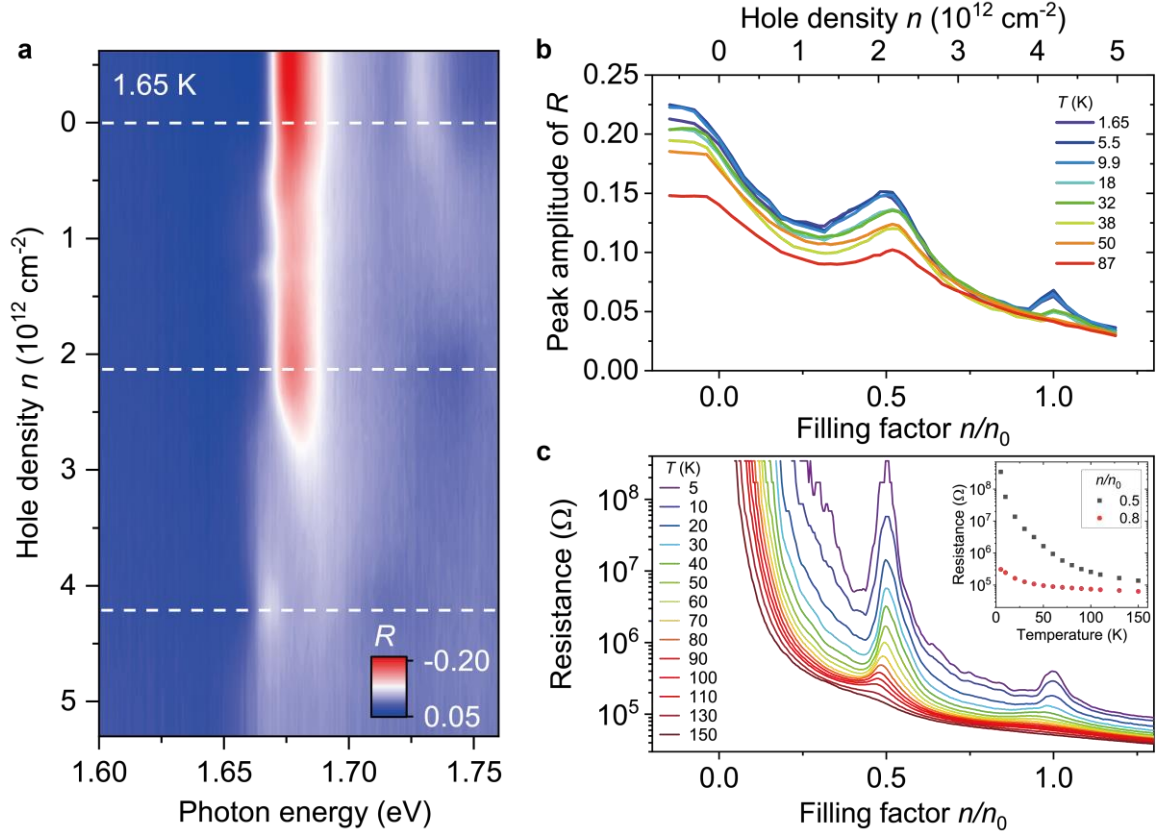 a
1.65 K
0
1
2
3
4
5
Hole density n (10¹² cm⁻²)
R
-0.20
0.05
1.60
1.65
1.70
1.75
Photon energy (eV)
b
Hole density n (10¹² cm⁻²)
0 1 2 3 4 5
0.25
0.20
0.15
0.10
0.05
0.00
Peak amplitude of R
T (K)
1.65
5.5
9.9
18
32
38
50
87
0.0 0.5 1.0
Filling factor n/n₀
c
10⁸
10⁷
10⁶
10⁵
Resistance (Ω)
T (K)
5
10
20
30
40
50
60
70
80
90
100
110
130
150
10⁸
10⁷
10⁶
10⁵
Resistance (Ω)
n/n₀
0.5
0.8
0 50 100 150
Temperature (K)
0.0 0.5 1.0
Filling factor n/n₀